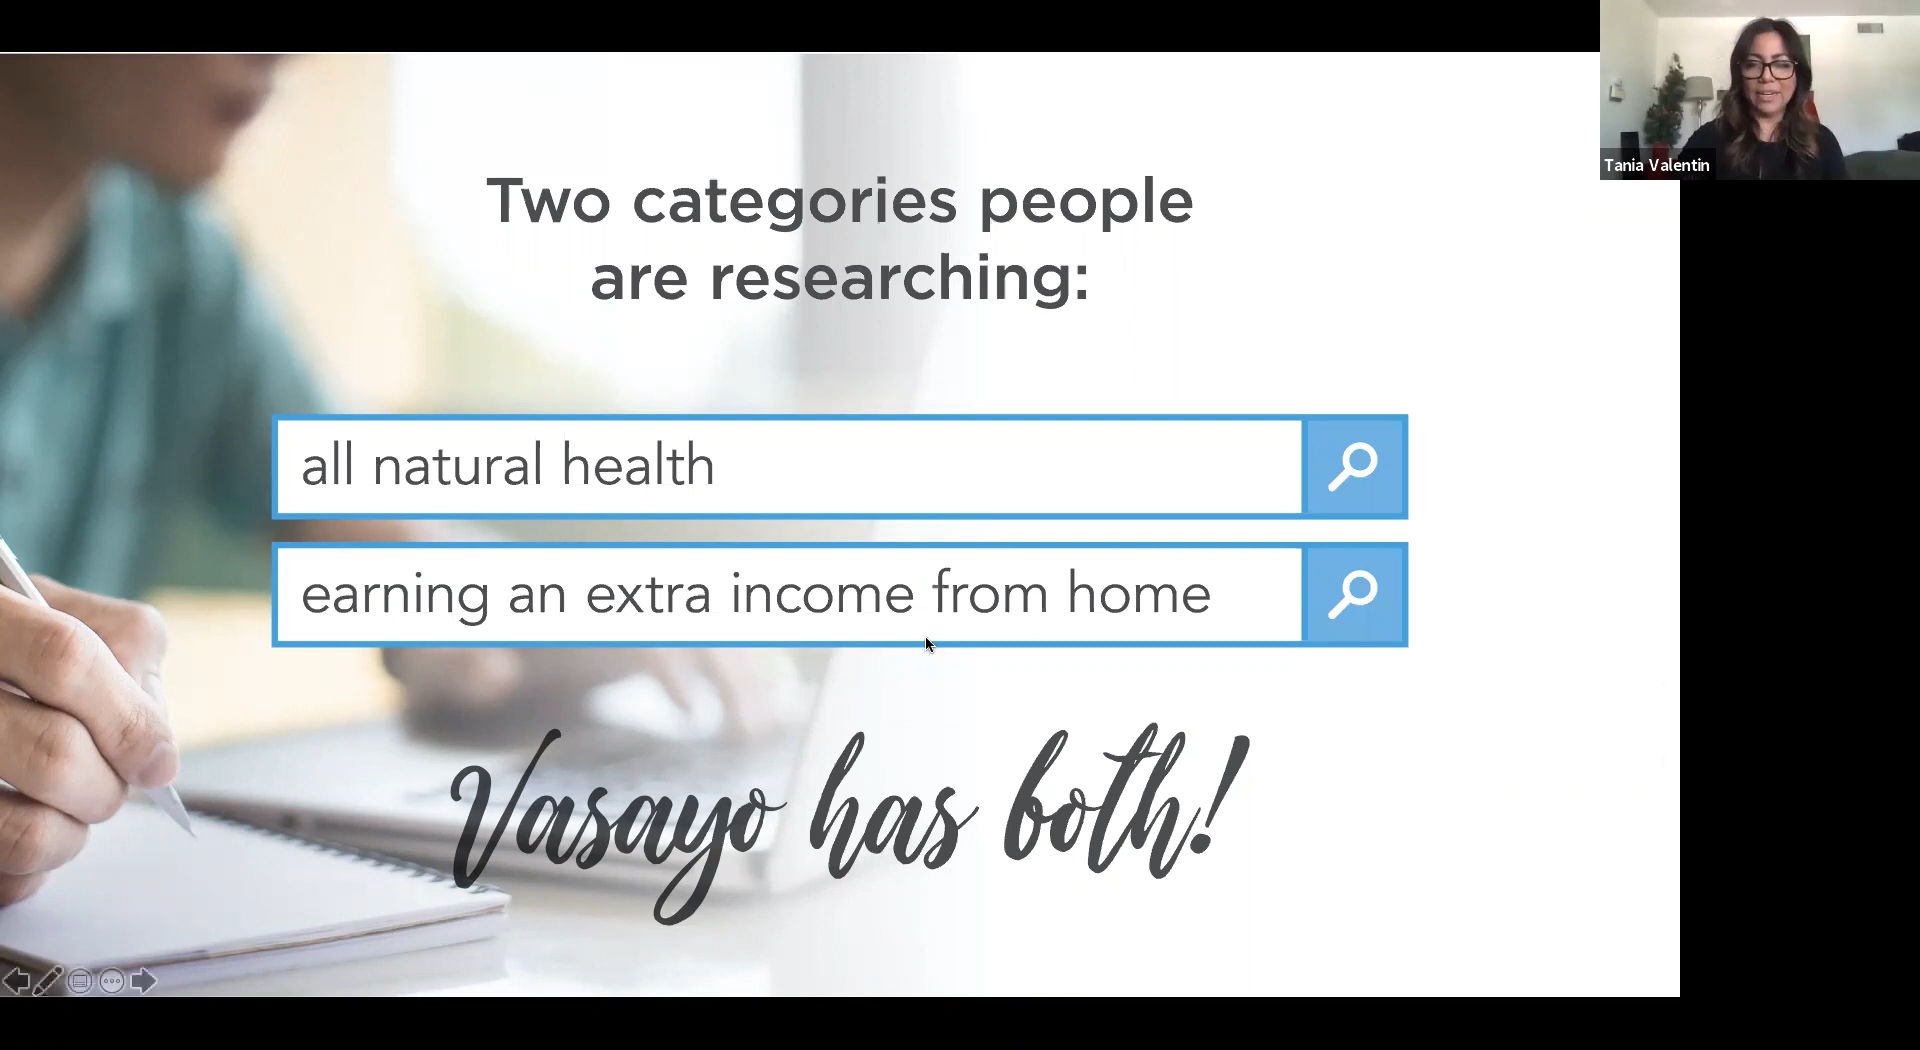 Tania Valentin
Two categories people
are researching:
all natural health
earning an extra income from home
Vasayo has both!